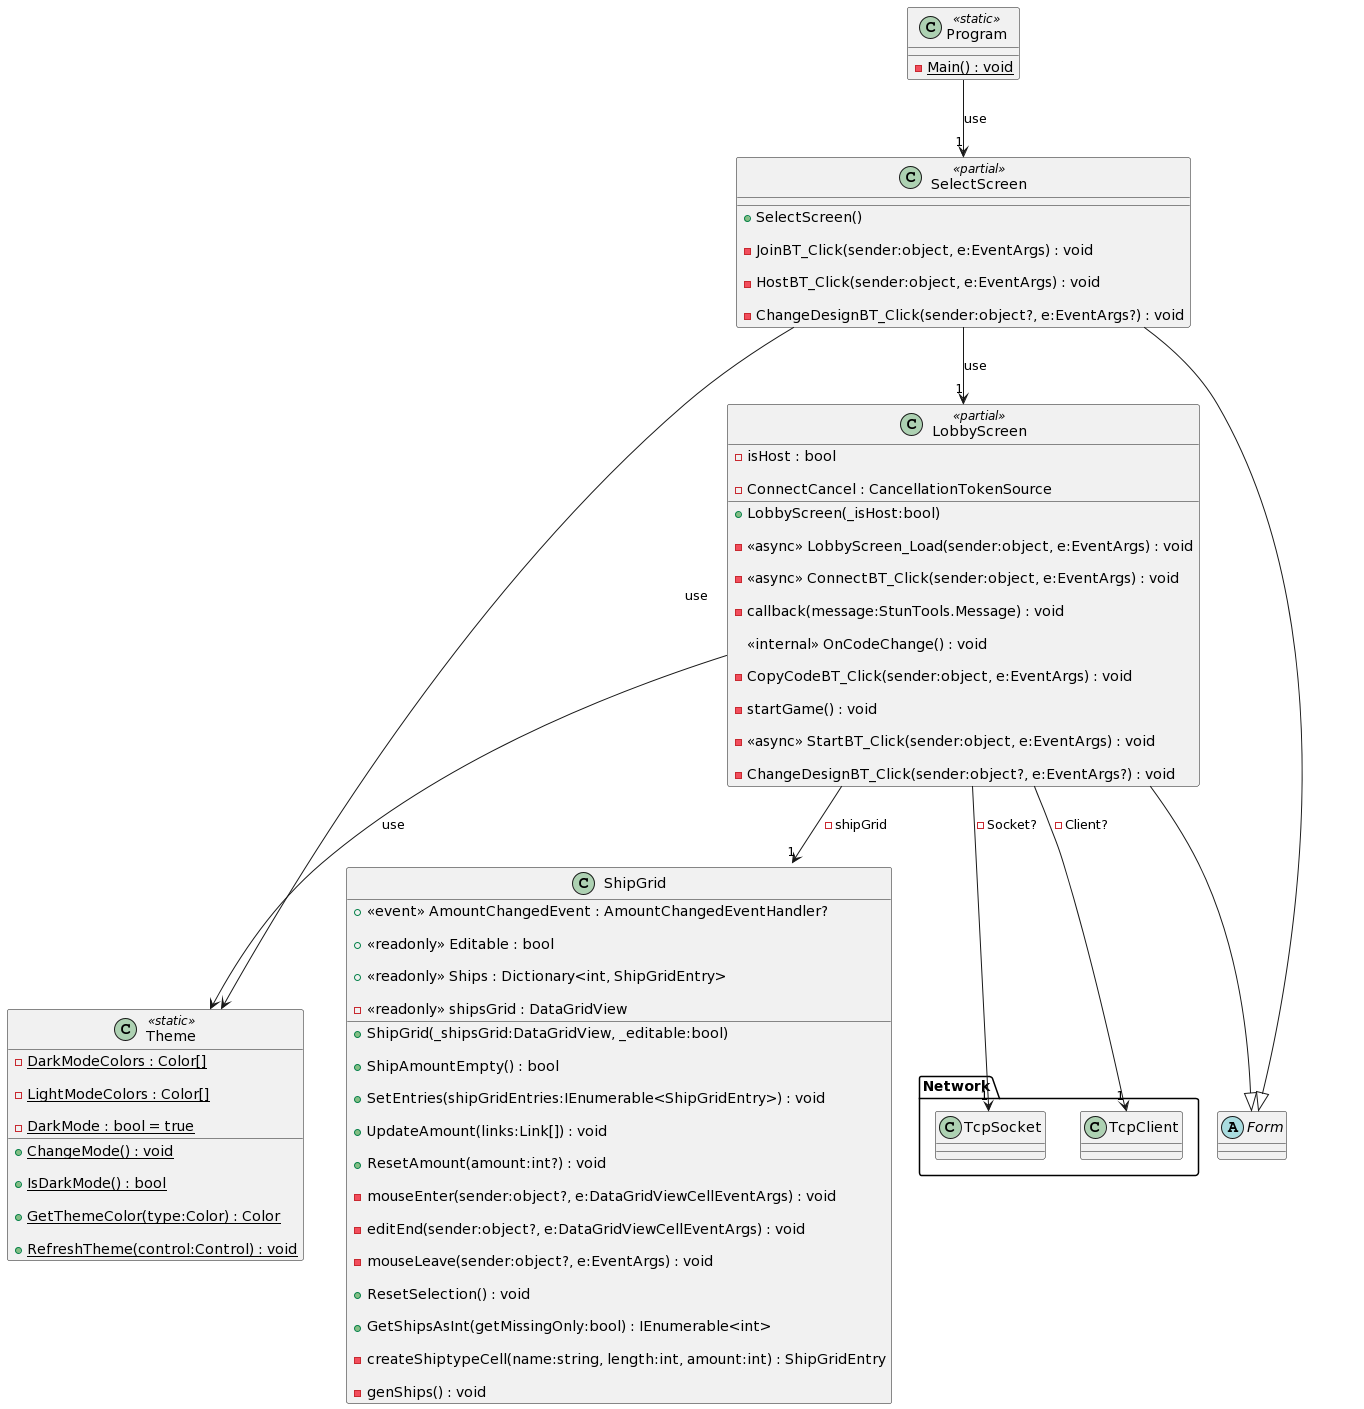 C
«static»
Program
Main() : void
use
1
C
«partial»
SelectScreen
SelectScreen()
JoinBT_Click(sender:object, e:EventArgs) : void
HostBT_Click(sender:object, e:EventArgs) : void
ChangeDesignBT_Click(sender:object?, e:EventArgs?) : void
use
1
C
«partial»
LobbyScreen
isHost : bool
ConnectCancel : CancellationTokenSource
LobbyScreen(_isHost:bool)
«async» LobbyScreen_Load(sender:object, e:EventArgs) : void
«async» ConnectBT_Click(sender:object, e:EventArgs) : void
callback(message:StunTools.Message) : void
«internal» OnCodeChange() : void
CopyCodeBT_Click(sender:object, e:EventArgs) : void
startGame() : void
«async» StartBT_Click(sender:object, e:EventArgs) : void
ChangeDesignBT_Click(sender:object?, e:EventArgs?) : void
use
use
shipGrid
Socket?
Client?
1
C
ShipGrid
«event» AmountChangedEvent : AmountChangedEventHandler?
«readonly» Editable : bool
«readonly» Ships : Dictionary<int, ShipGridEntry>
«readonly» shipsGrid : DataGridView
ShipGrid(_shipsGrid:DataGridView, _editable:bool)
ShipAmountEmpty() : bool
SetEntries(shipGridEntries:IEnumerable<ShipGridEntry>) : void
UpdateAmount(links:Link[]) : void
ResetAmount(amount:int?) : void
mouseEnter(sender:object?, e:DataGridViewCellEventArgs) : void
editEnd(sender:object?, e:DataGridViewCellEventArgs) : void
mouseLeave(sender:object?, e:EventArgs) : void
ResetSelection() : void
GetShipsAsInt(getMissingOnly:bool) : IEnumerable<int>
createShiptypeCell(name:string, length:int, amount:int) : ShipGridEntry
genShips() : void
C
«static»
Theme
DarkModeColors : Color[]
LightModeColors : Color[]
DarkMode : bool = true
ChangeMode() : void
IsDarkMode() : bool
GetThemeColor(type:Color) : Color
RefreshTheme(control:Control) : void
Network
1
1
C
TcpSocket
C
TcpClient
A
Form